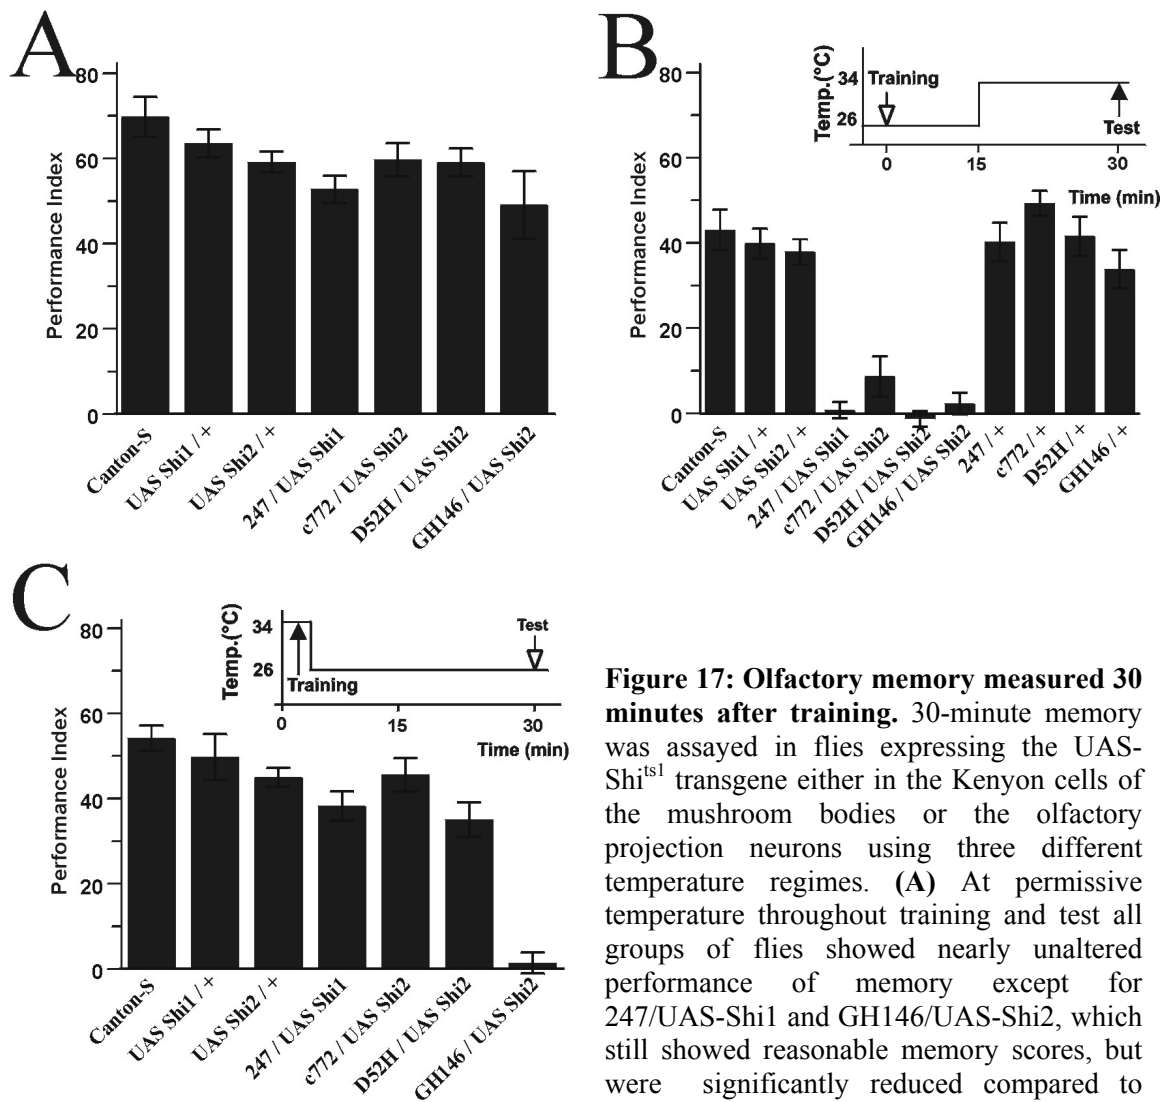 A
80
60
40
20
0
Performance Index
Canton-S
UAS Shi1 / +
UAS Shi2 / +
247 / UAS Shi1
c772 / UAS Shi2
D52H / UAS Shi2
GH146 / UAS Shi2
B
80
60
40
20
0
Performance Index
Temp.(°C)
34
26
Training
Test
0
15
30
Time (min)
Canton-S
UAS Shi1 / +
UAS Shi2 / +
247 / UAS Shi1
c772 / UAS Shi2
D52H / UAS Shi2
GH146 / UAS Shi2
247 / +
c772 / +
D52H / +
GH146 / +
C
80
60
40
20
0
Performance Index
Temp.(°C)
34
26
Training
Test
0
15
30
Time (min)
Canton-S
UAS Shi1 / +
UAS Shi2 / +
247 / UAS Shi1
c772 / UAS Shi2
D52H / UAS Shi2
GH146 / UAS Shi2
Figure 17: Olfactory memory measured 30
minutes after training. 30-minute memory
was assayed in flies expressing the UAS-
Shits1 transgene either in the Kenyon cells of
the mushroom bodies or the olfactory
projection neurons using three different
temperature regimes. (A) At permissive
temperature throughout training and test all
groups of flies showed nearly unaltered
performance of memory except for
247/UAS-Shi1 and GH146/UAS-Shi2, which
still showed reasonable memory scores, but
were significantly reduced compared to